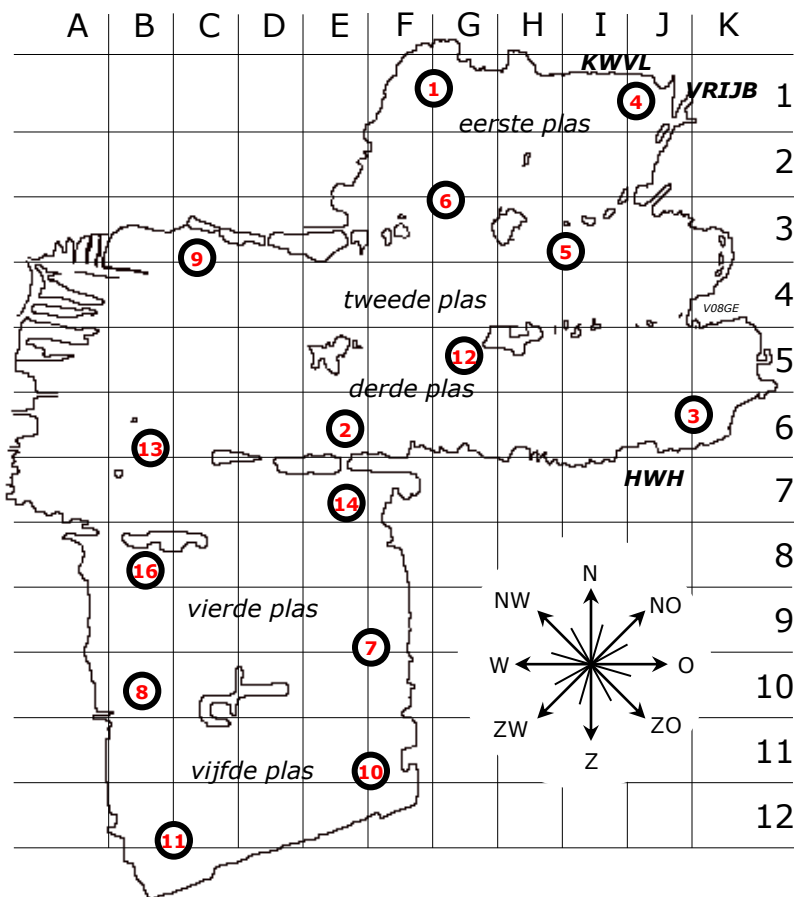 A B C D E F G H I J K
KWVL
VRIJB
1
1
4
eerste plas
2
6
3
9
5
4
tweede plas
V08GE
12
5
derde plas
3
2
6
13
HWH
7
14
16
8
N
NW
NO
vierde plas
9
7
W
O
8
10
ZW
ZO
Z
vijfde plas
10
11
11
12